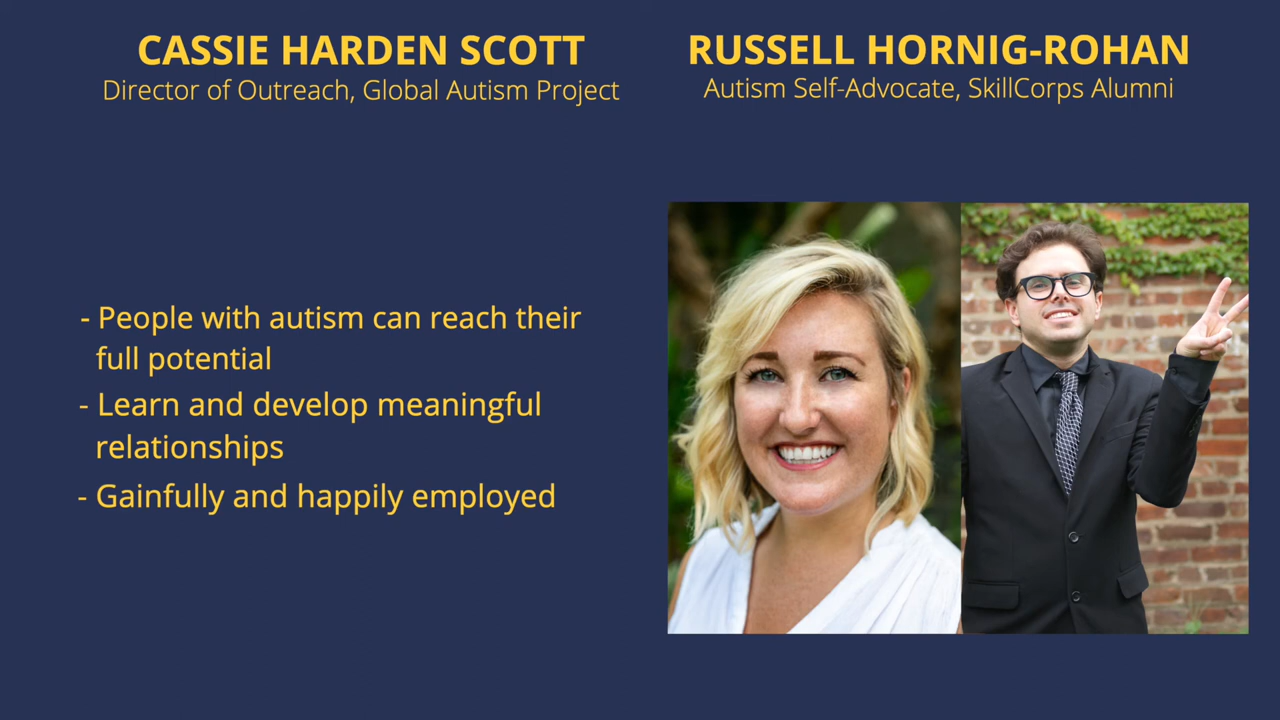 CASSIE HARDEN SCOTT
Director of Outreach, Global Autism Project
RUSSELL HORNIG-ROHAN
Autism Self-Advocate, SkillCorps Alumni
- People with autism can reach their
full potential
- Learn and develop meaningful
relationships
- Gainfully and happily employed